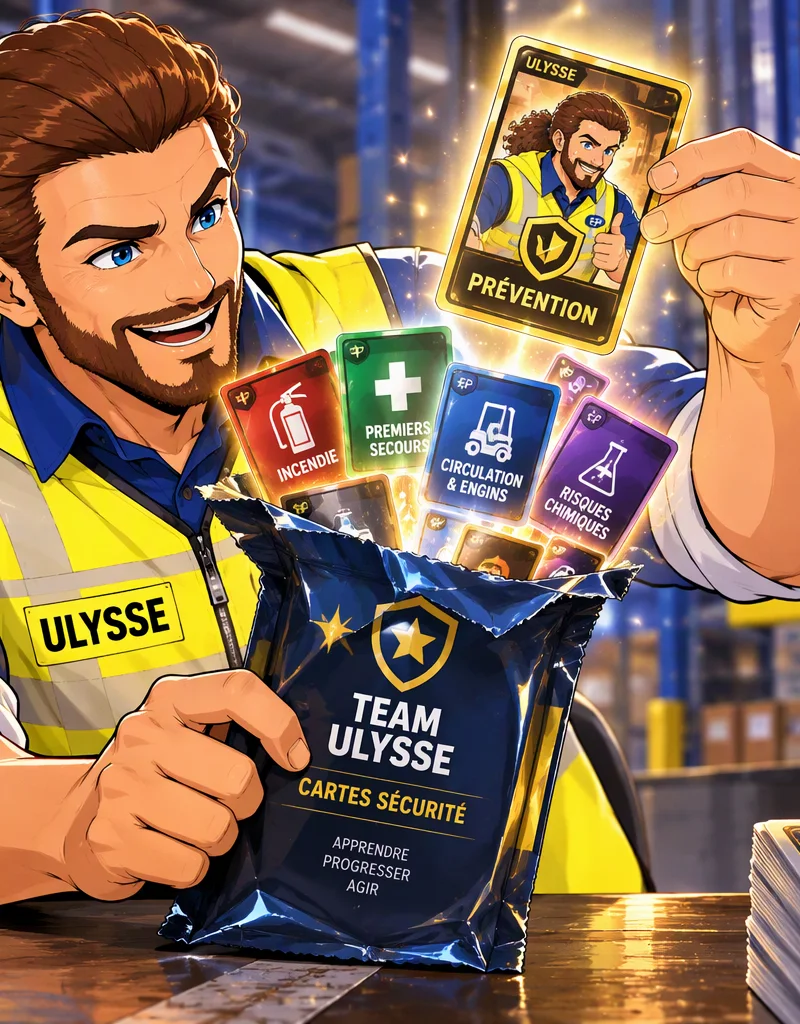 ULYSSE
PRÉVENTION
INCENDIE
PREMIERS
SECOURS
CIRCULATION
& ENGINS
RISQUES
CHIMIQUES
ULYSSE
TEAM
ULYSSE
CARTES SÉCURITÉ
APPRENDRE
PROGRESSER
AGIR